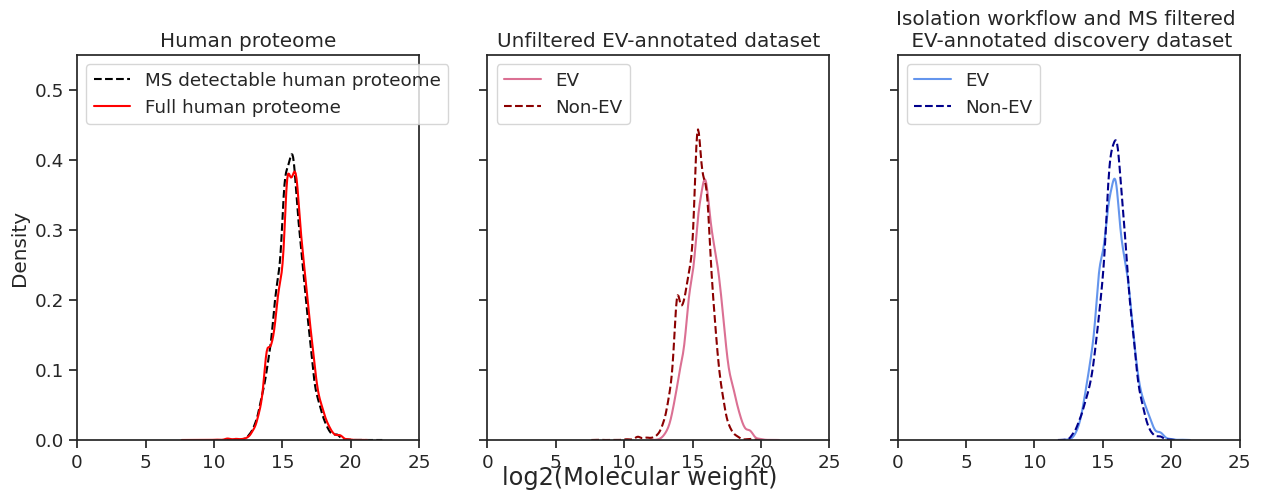 Human proteome
MS detectable human proteome
Full human proteome
Density
0.5
0.4
0.3
0.2
0.1
0.0
0
5
10
15
20
25
Unfiltered EV-annotated dataset
EV
Non-EV
0
5
10
15
20
25
log2(Molecular weight)
Isolation workflow and MS filtered
EV-annotated discovery dataset
EV
Non-EV
0
5
10
15
20
25